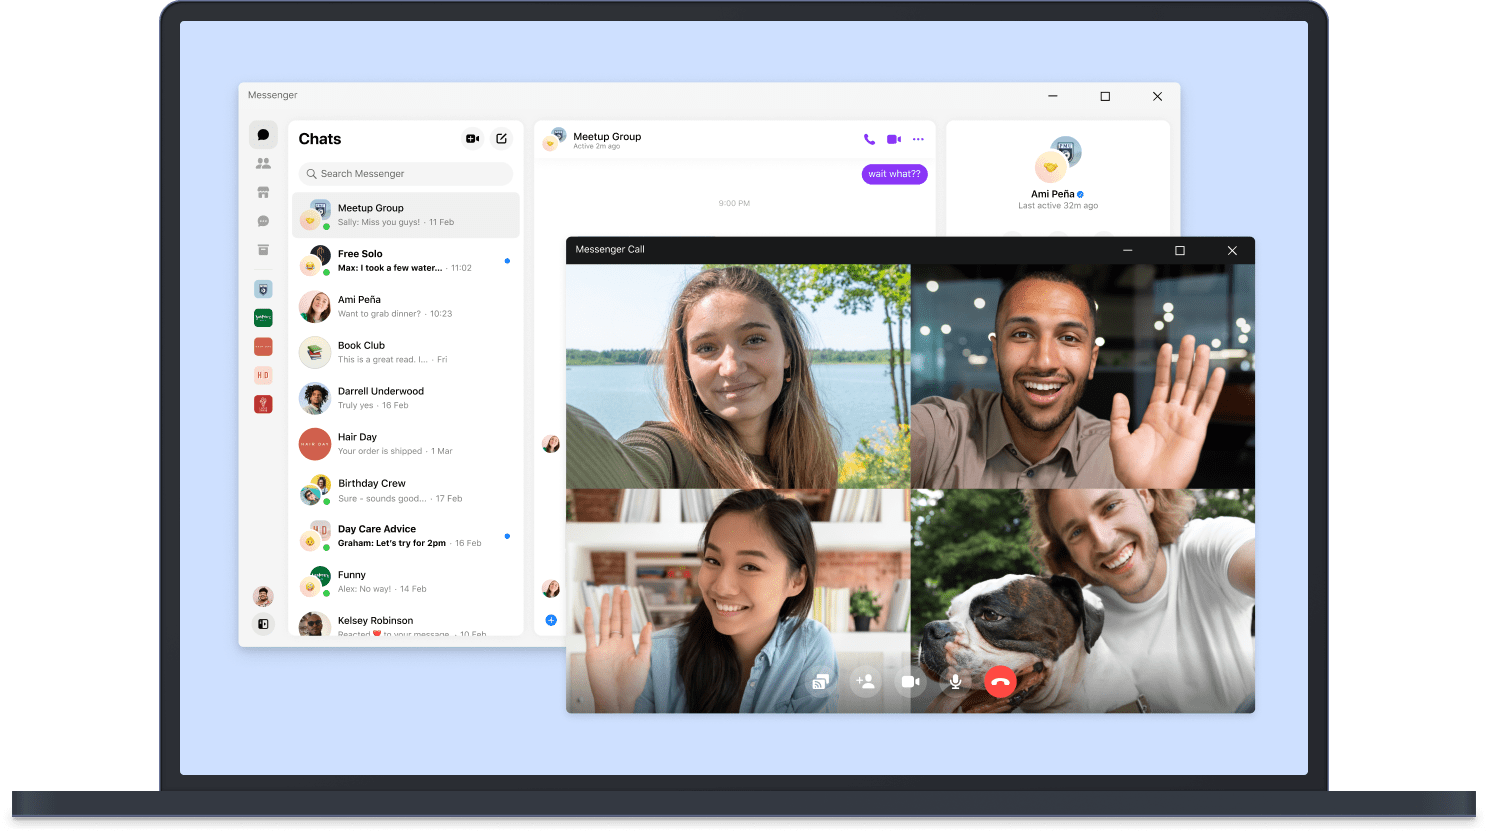 Messenger
Chats
Search Messenger
Meetup Group
Sally: Miss you guys! · 11 Feb
Free Solo
Max: I took a few water... · 11:02
Ami Peña
Want to grab dinner? · 10:23
Book Club
This is a great read. I... · Fri
Darrell Underwood
Truly yes · 16 Feb
Hair Day
Your order is shipped · 1 Mar
Birthday Crew
Sure - sounds good... · 17 Feb
Day Care Advice
Graham: Let's try for 2pm · 16 Feb
Funny
Alex: No way! · 14 Feb
Kelsey Robinson
Reacted ❤️ to your message. · 10 Feb
H D
HAIR DAY
Meetup Group
Active 2m ago
wait what??
9:00 PM
Ami Peña
Last active 32m ago
Messenger Call